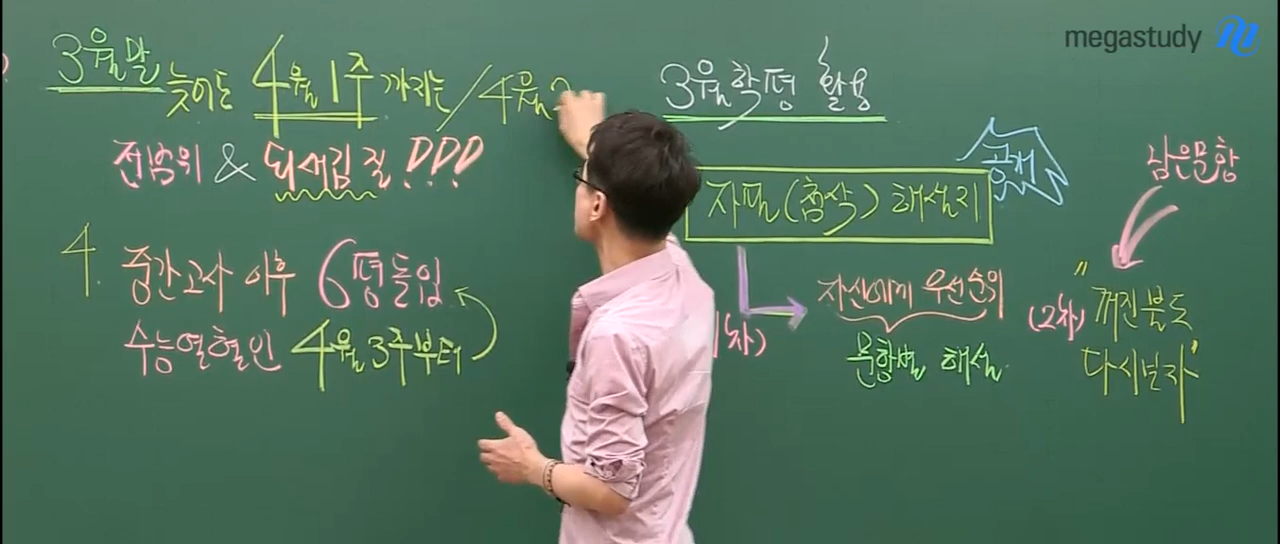 megastudy
3월말 늦어도 4월 1주 까지는 / 4월
전범위 & 되새김 질!!!
4. 중간고사 이후 6평돌입
수능열혈인 4월 3주부터
3월학평 활용
공개
자필(첨삭) 해설지
1차)
자신에게 우선순위
문항별 해설
남은문항
(2차) "꺼진불도
다시보자"